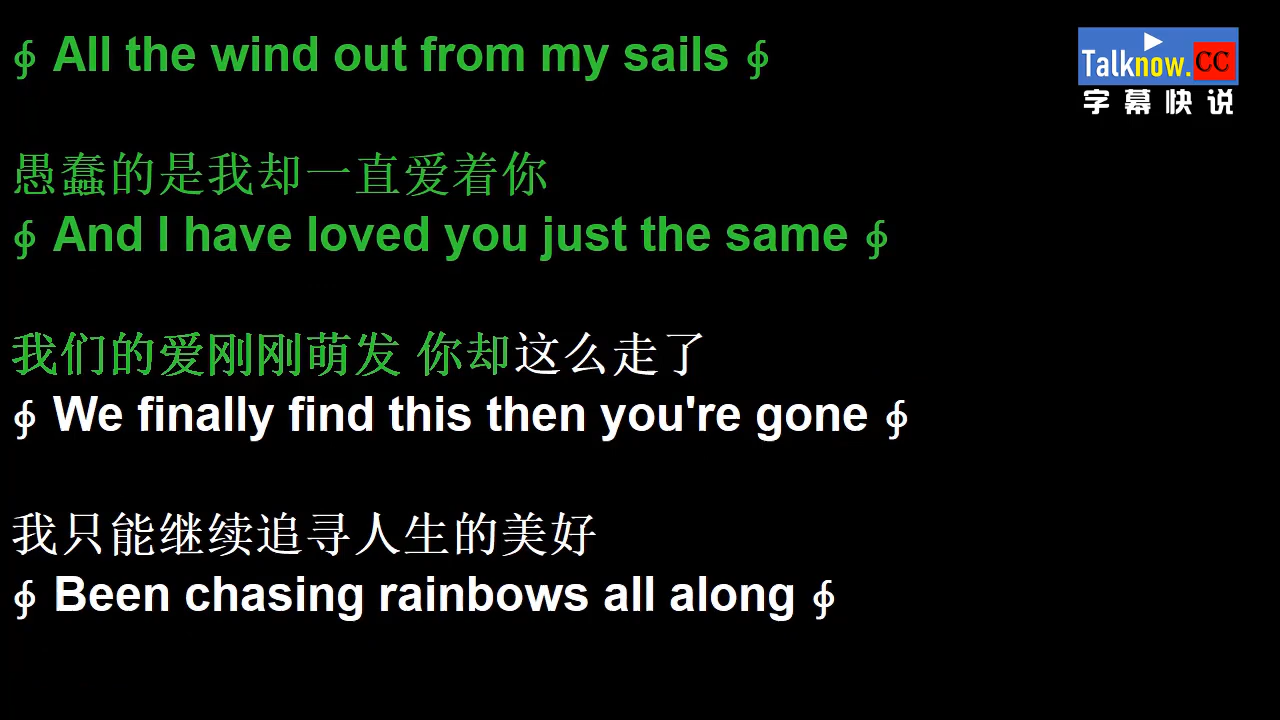 ∮ All the wind out from my sails ∮
Talknow.CC
字幕快说
愚蠢的是我却一直爱着你
∮ And I have loved you just the same ∮
我们的爱刚刚萌发 你却这么走了
∮ We finally find this then you're gone ∮
我只能继续追寻人生的美好
∮ Been chasing rainbows all along ∮